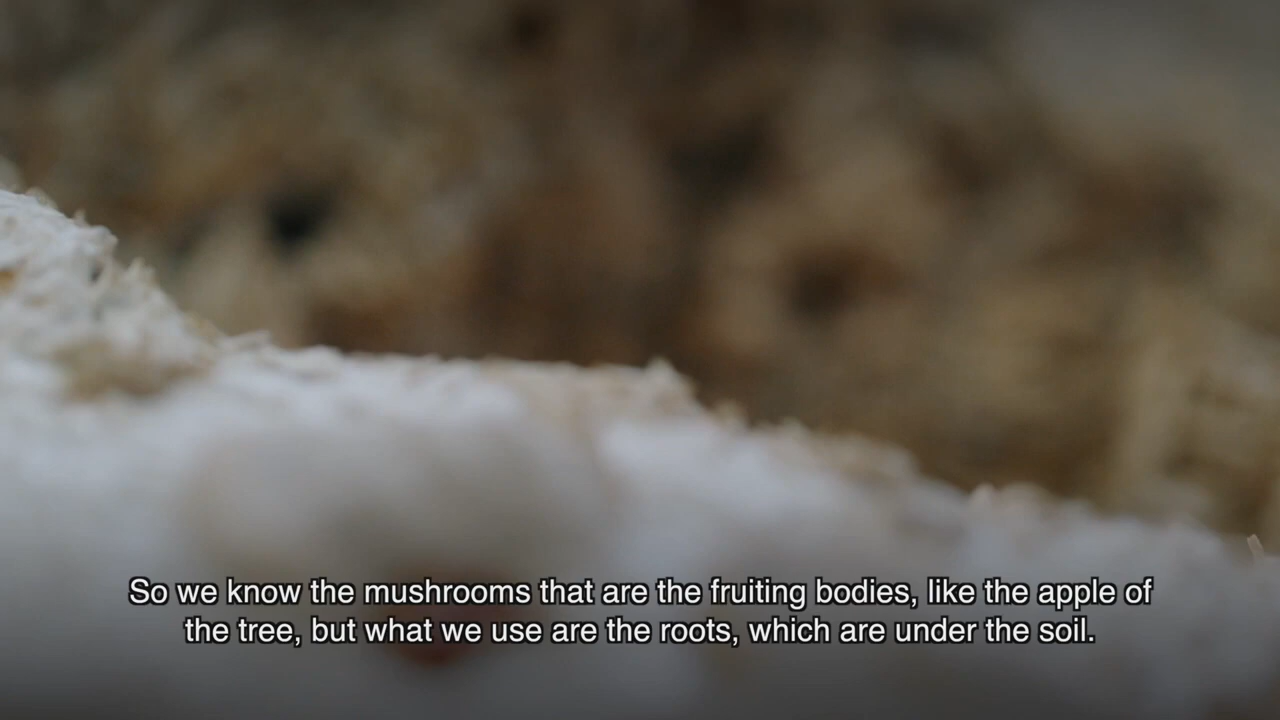 So we know the mushrooms that are the fruiting bodies, like the apple of
the tree, but what we use are the roots, which are under the soil.